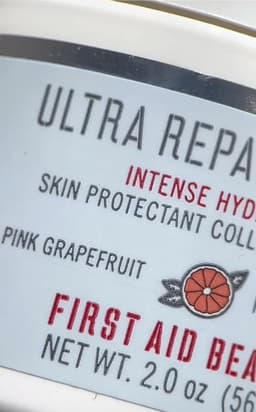 ULTRA REPA
INTENSE HYD
SKIN PROTECTANT COLL
PINK GRAPEFRUIT
FIRST AID BEA
NET WT. 2.0 oz (56